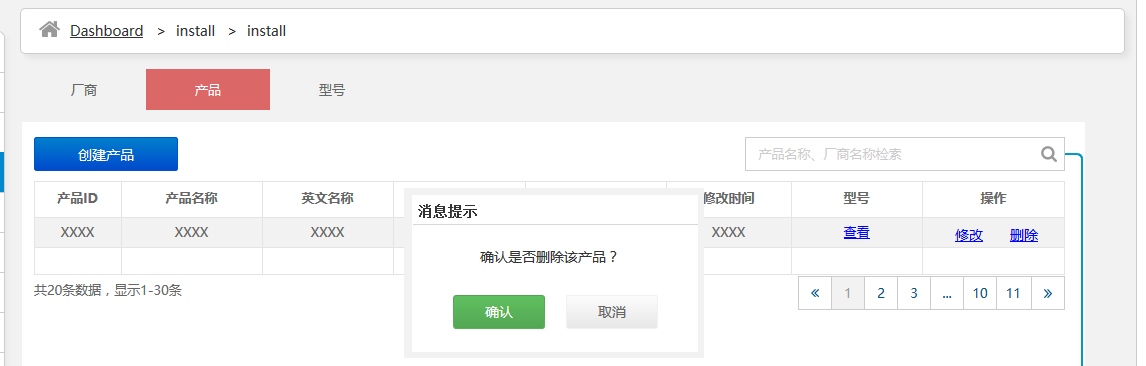 Dashboard > install > install
厂商 产品 型号
创建产品 产品名称、厂商名称检索
产品ID 产品名称 英文名称 修改时间 型号 操作
XXXX XXXX XXXX XXXX 查看 修改 删除
消息提示
确认是否删除该产品？
确认 取消
共20条数据，显示1-30条 « 1 2 3 ... 10 11 »